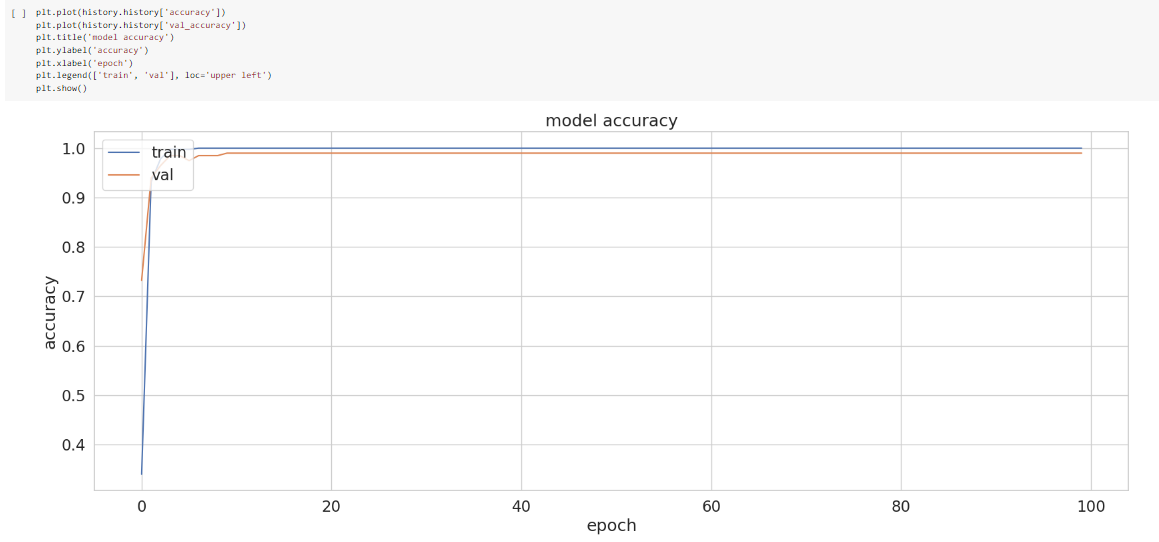 [ ] plt.plot(history.history['accuracy'])
plt.plot(history.history['val_accuracy'])
plt.title('model accuracy')
plt.ylabel('accuracy')
plt.xlabel('epoch')
plt.legend(['train', 'val'], loc='upper left')
plt.show()
model accuracy
train
val
1.0
0.9
0.8
0.7
0.6
0.5
0.4
accuracy
0 20 40 60 80 100
epoch